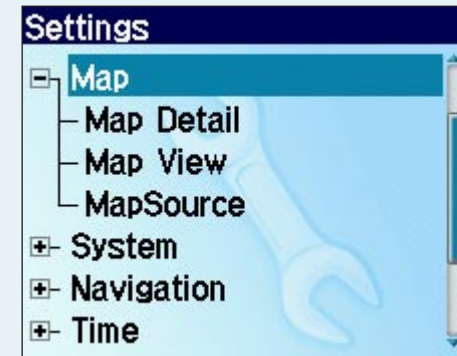 Settings
Map
Map Detail
Map View
MapSource
System
Navigation
Time